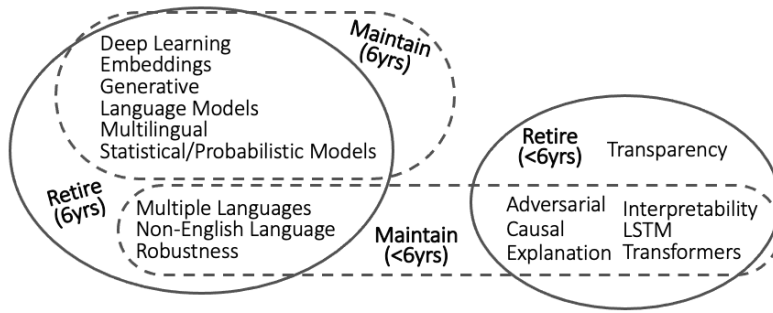 Deep Learning
Embeddings
Generative
Language Models
Multilingual
Statistical/Probabilistic Models
Maintain
(6yrs)
Retire
(6yrs)
Multiple Languages
Non-English Language
Robustness
Maintain
(<6yrs)
Retire
(<6yrs)
Transparency
Adversarial
Causal
Explanation
Interpretability
LSTM
Transformers